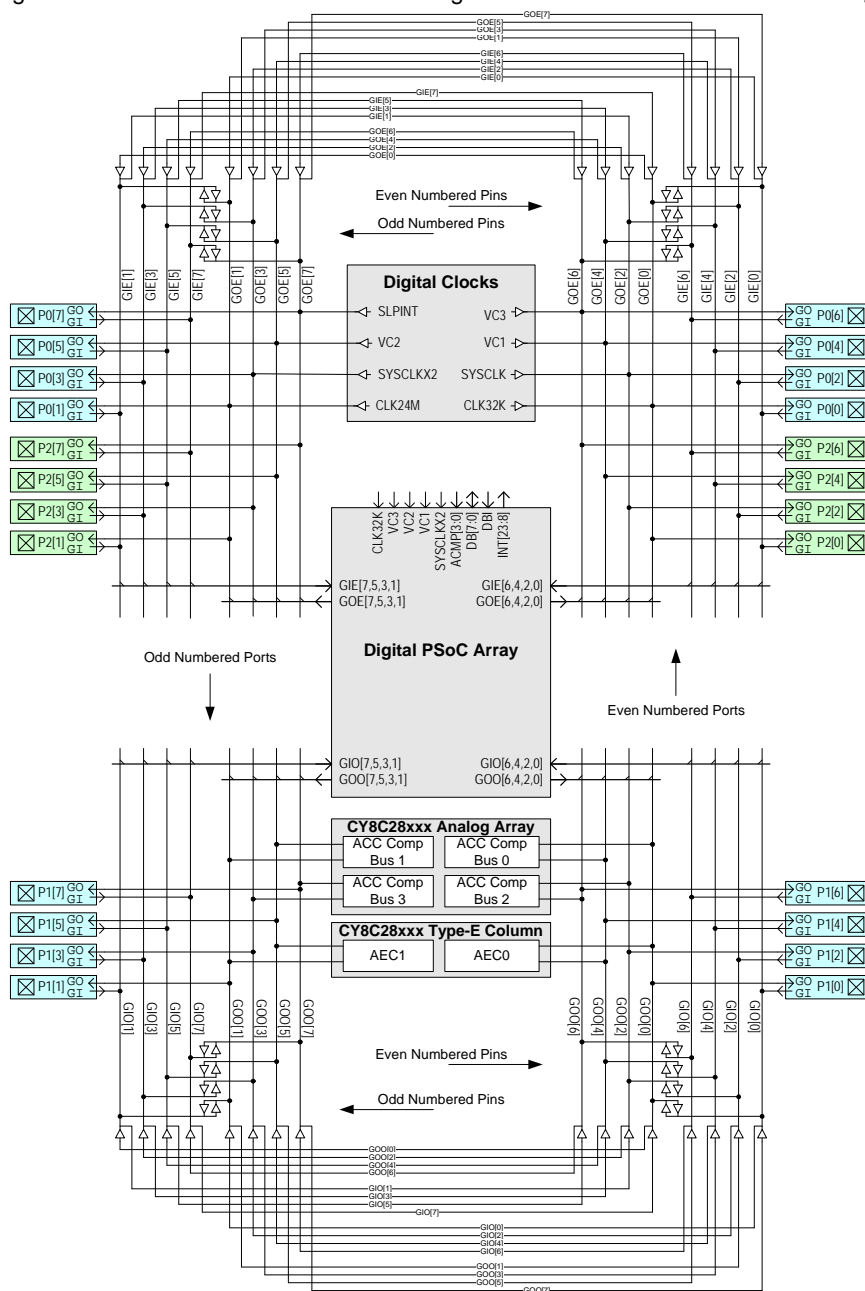 GOE[7]
GOE[5]
GOE[3]
GOE[1]
GIE[6]
GIE[4]
GIE[2]
GIE[0]
GIE[7]
GIE[5]
GIE[3]
GIE[1]
GOE[6]
GOE[4]
GOE[2]
GOE[0]
Even Numbered Pins
Odd Numbered Pins
GIE[1] GIE[3] GIE[5] GIE[7] GOE[1] GOE[3] GOE[5] GOE[7]
GOE[6] GOE[4] GOE[2] GOE[0] GIE[6] GIE[4] GIE[2] GIE[0]
Digital Clocks
SLPINT VC3
VC2 VC1
SYSCLKX2 SYSCLK
CLK24M CLK32K
P0[7] GO GI
P0[5] GO GI
P0[3] GO GI
P0[1] GO GI
P2[7] GO GI
P2[5] GO GI
P2[3] GO GI
P2[1] GO GI
GO GI P0[6]
GO GI P0[4]
GO GI P0[2]
GO GI P0[0]
GO GI P2[6]
GO GI P2[4]
GO GI P2[2]
GO GI P2[0]
CLK32K VC3 VC2 VC1 SYSCLKX2 ACMP[3:0] DB[7:0] DBI INT[23:8]
GIE[7,5,3,1] GIE[6,4,2,0]
GOE[7,5,3,1] GOE[6,4,2,0]
Digital PSoC Array
Odd Numbered Ports
Even Numbered Ports
GIO[7,5,3,1] GIO[6,4,2,0]
GOO[7,5,3,1] GOO[6,4,2,0]
CY8C28xxx Analog Array
ACC Comp Bus 1
ACC Comp Bus 0
ACC Comp Bus 3
ACC Comp Bus 2
CY8C28xxx Type-E Column
AEC1 AEC0
P1[7] GO GI
P1[5] GO GI
P1[3] GO GI
P1[1] GO GI
GO GI P1[6]
GO GI P1[4]
GO GI P1[2]
GO GI P1[0]
GIO[1] GIO[3] GIO[5] GIO[7] GOO[1] GOO[3] GOO[5] GOO[7]
GOO[6] GOO[4] GOO[2] GOO[0] GIO[6] GIO[4] GIO[2] GIO[0]
Even Numbered Pins
Odd Numbered Pins
GOO[0]
GOO[2]
GOO[4]
GOO[6]
GIO[1]
GIO[3]
GIO[5]
GIO[7]
GIO[0]
GIO[2]
GIO[4]
GIO[6]
GOO[1]
GOO[3]
GOO[5]
GOO[7]